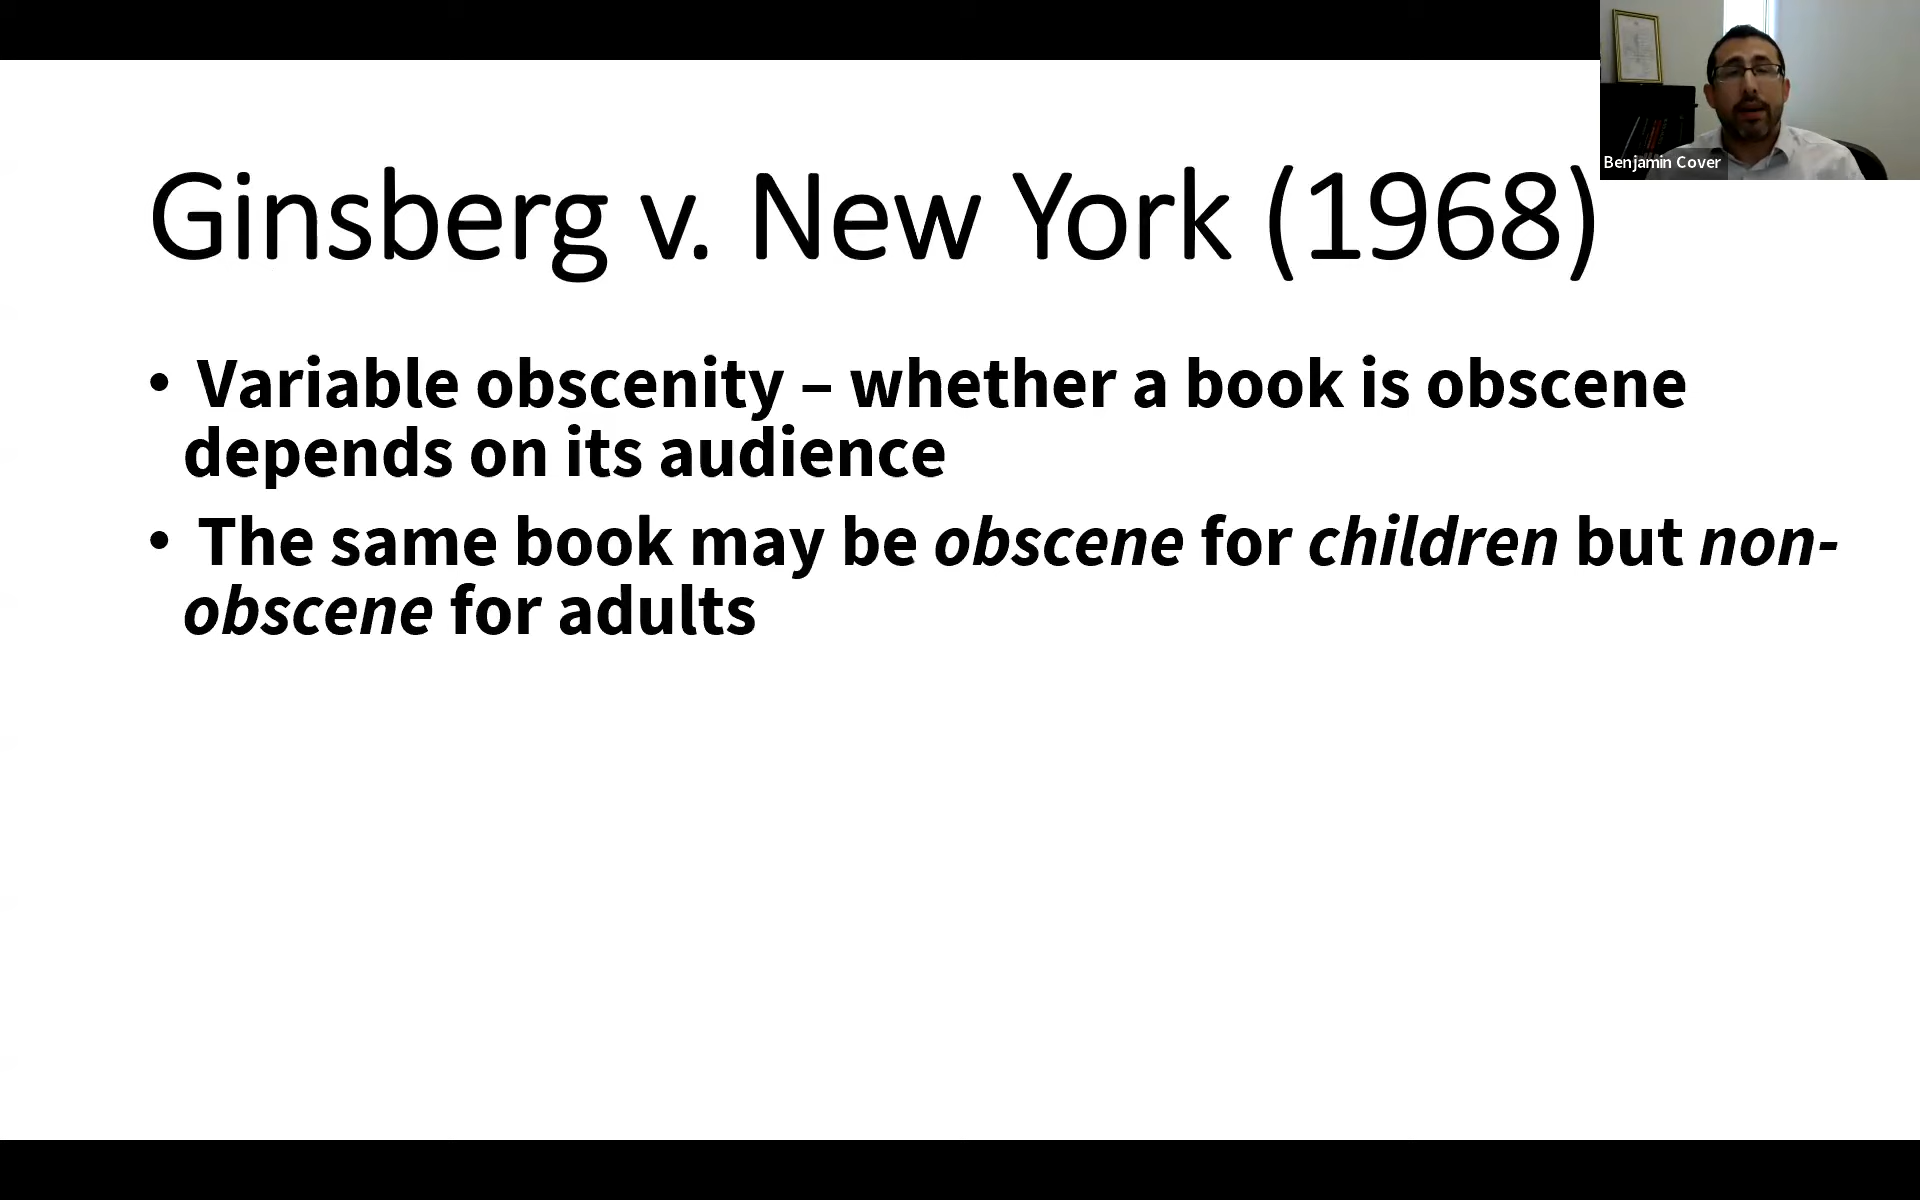 Benjamin Cover
Ginsberg v. New York (1968)
• Variable obscenity – whether a book is obscene
depends on its audience
• The same book may be obscene for children but non-
obscene for adults